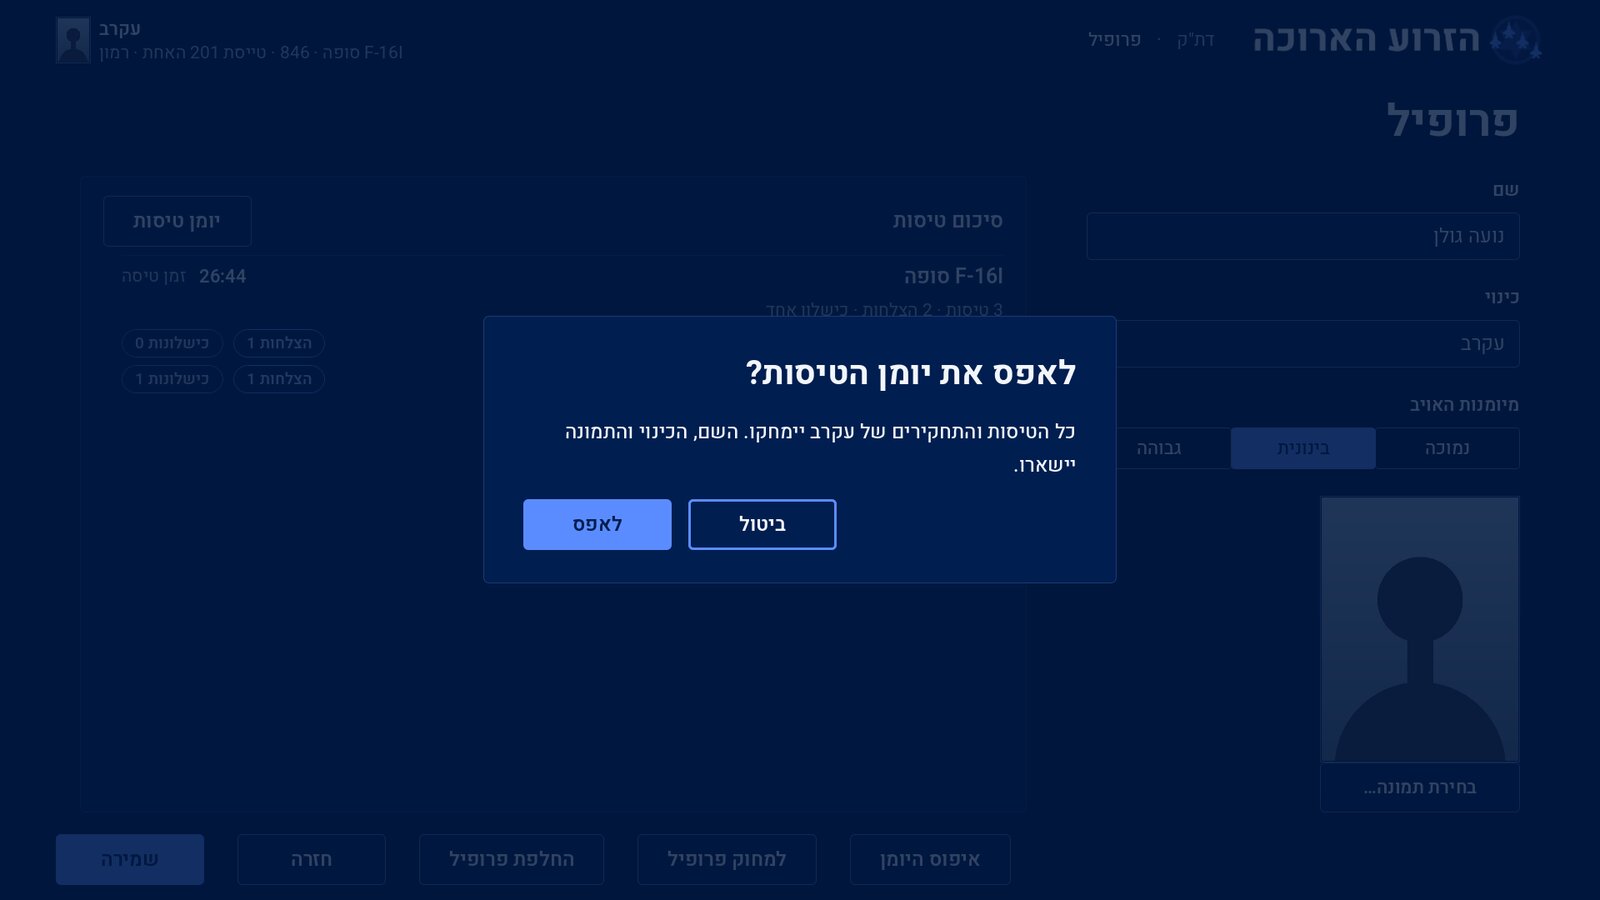 הזרוע הארוכה
דת"ק · פרופיל
עקרב
F-16I סופה · 846 · טייסת 201 האחת · רמון
פרופיל
שם
נועה גולן
כינוי
עקרב
מיומנות האויב
נמוכה
בינונית
גבוהה
בחירת תמונה...
סיכום טיסות
יומן טיסות
F-16I סופה
26:44 זמן טיסה
3 טיסות · 2 הצלחות · כישלון אחד
הצלחות 1
כישלונות 0
הצלחות 1
כישלונות 1
לאפס את יומן הטיסות?
כל הטיסות והתחקירים של עקרב יימחקו. השם, הכינוי והתמונה
יישארו.
ביטול
לאפס
איפוס היומן
למחוק פרופיל
החלפת פרופיל
חזרה
שמירה